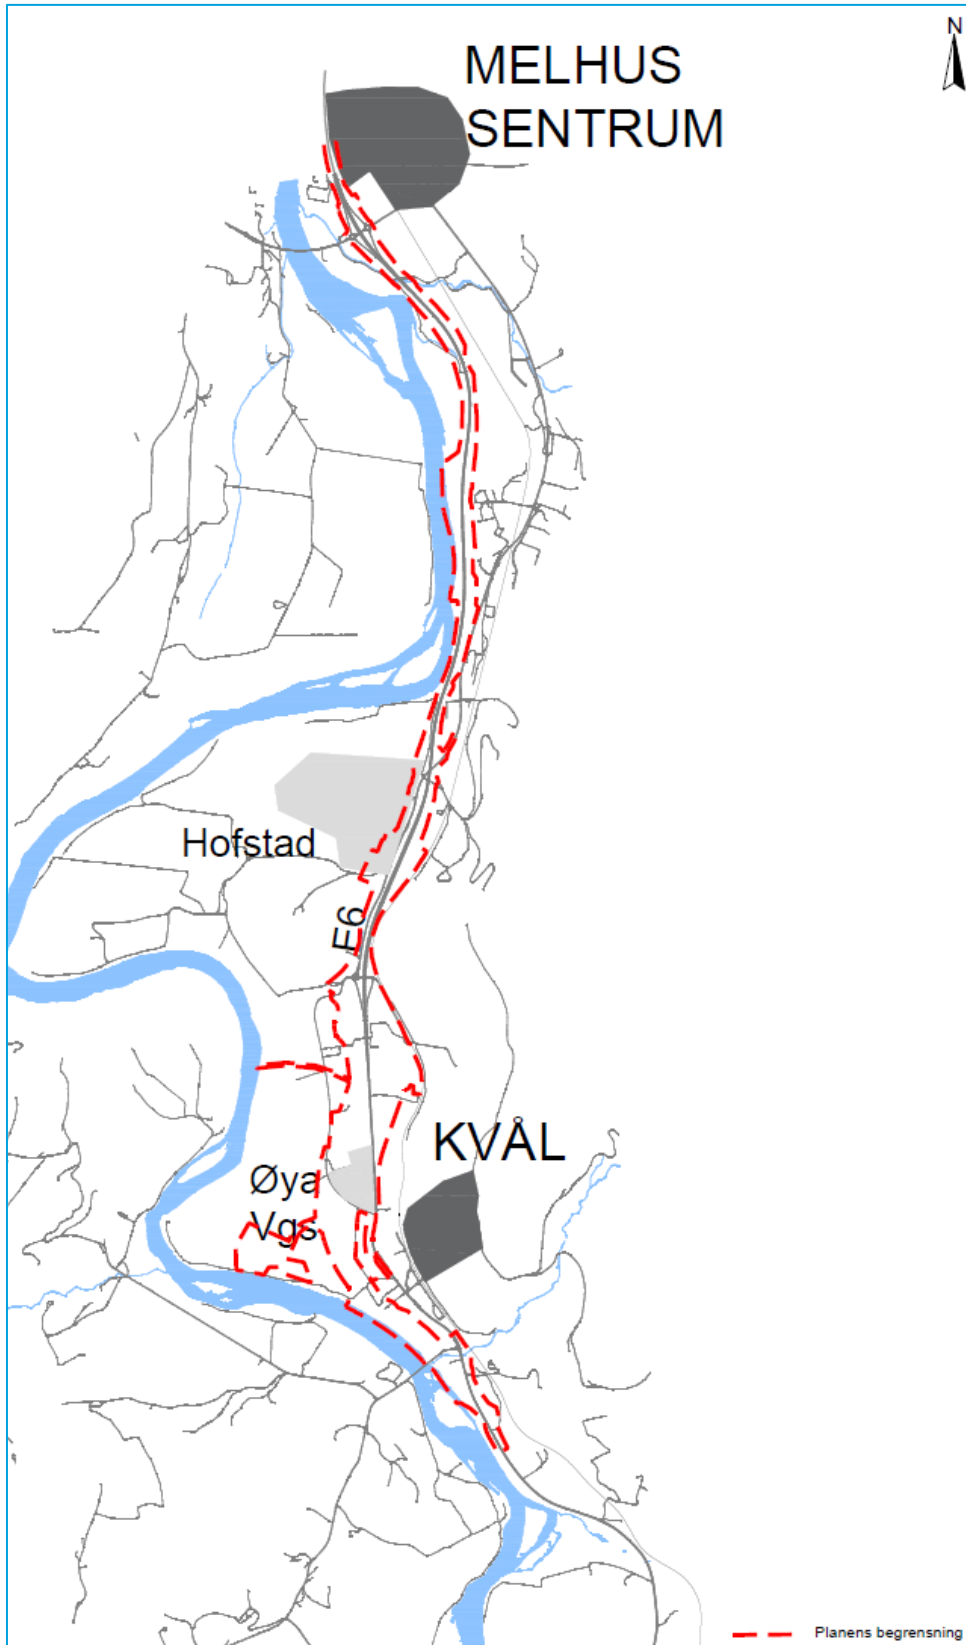 N
MELHUS
SENTRUM
Hofstad
E6
KVÅL
Øya
Vgs
Planens begrensning